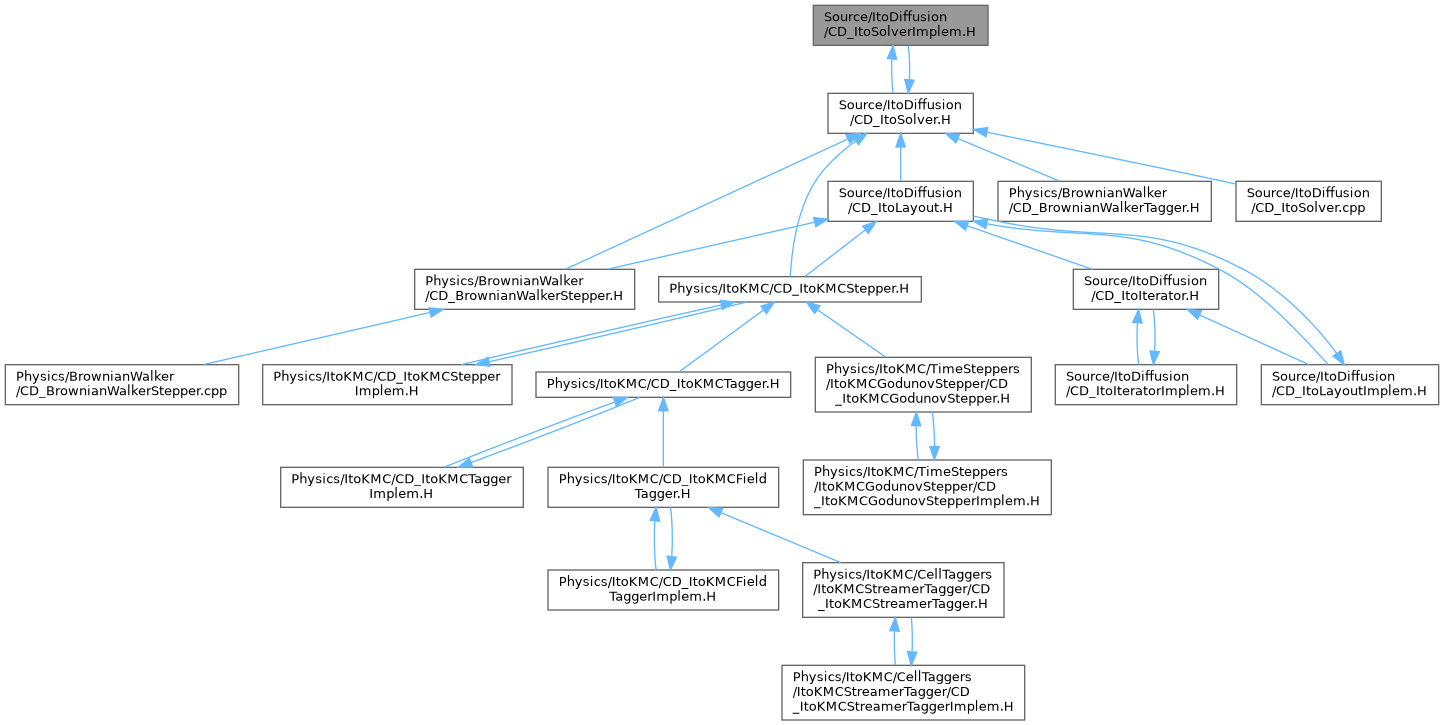 Source/ItoDiffusion
/CD_ItoSolverImplem.H
Source/ItoDiffusion
/CD_ItoSolver.H
Source/ItoDiffusion
/CD_ItoLayout.H
Physics/BrownianWalker
/CD_BrownianWalkerTagger.H
Source/ItoDiffusion
/CD_ItoSolver.cpp
Physics/BrownianWalker
/CD_BrownianWalkerStepper.H
Physics/ItoKMC/CD_ItoKMCStepper.H
Source/ItoDiffusion
/CD_ItoIterator.H
Physics/BrownianWalker
/CD_BrownianWalkerStepper.cpp
Physics/ItoKMC/CD_ItoKMCStepper
Implem.H
Physics/ItoKMC/CD_ItoKMCTagger.H
Physics/ItoKMC/TimeSteppers
/ItoKMCGodunovStepper/CD
_ItoKMCGodunovStepper.H
Source/ItoDiffusion
/CD_ItoIteratorImplem.H
Source/ItoDiffusion
/CD_ItoLayoutImplem.H
Physics/ItoKMC/CD_ItoKMCTagger
Implem.H
Physics/ItoKMC/CD_ItoKMCField
Tagger.H
Physics/ItoKMC/TimeSteppers
/ItoKMCGodunovStepper/CD
_ItoKMCGodunovStepperImplem.H
Physics/ItoKMC/CD_ItoKMCField
TaggerImplem.H
Physics/ItoKMC/CellTaggers
/ItoKMCStreamerTagger/CD
_ItoKMCStreamerTagger.H
Physics/ItoKMC/CellTaggers
/ItoKMCStreamerTagger/CD
_ItoKMCStreamerTaggerImplem.H